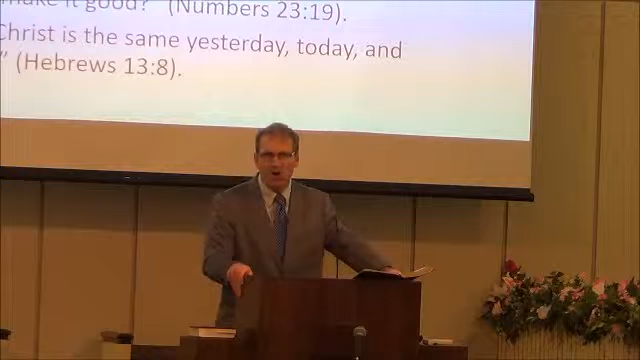 make it good?" (Numbers 23:19).
Christ is the same yesterday, today, and
" (Hebrews 13:8).